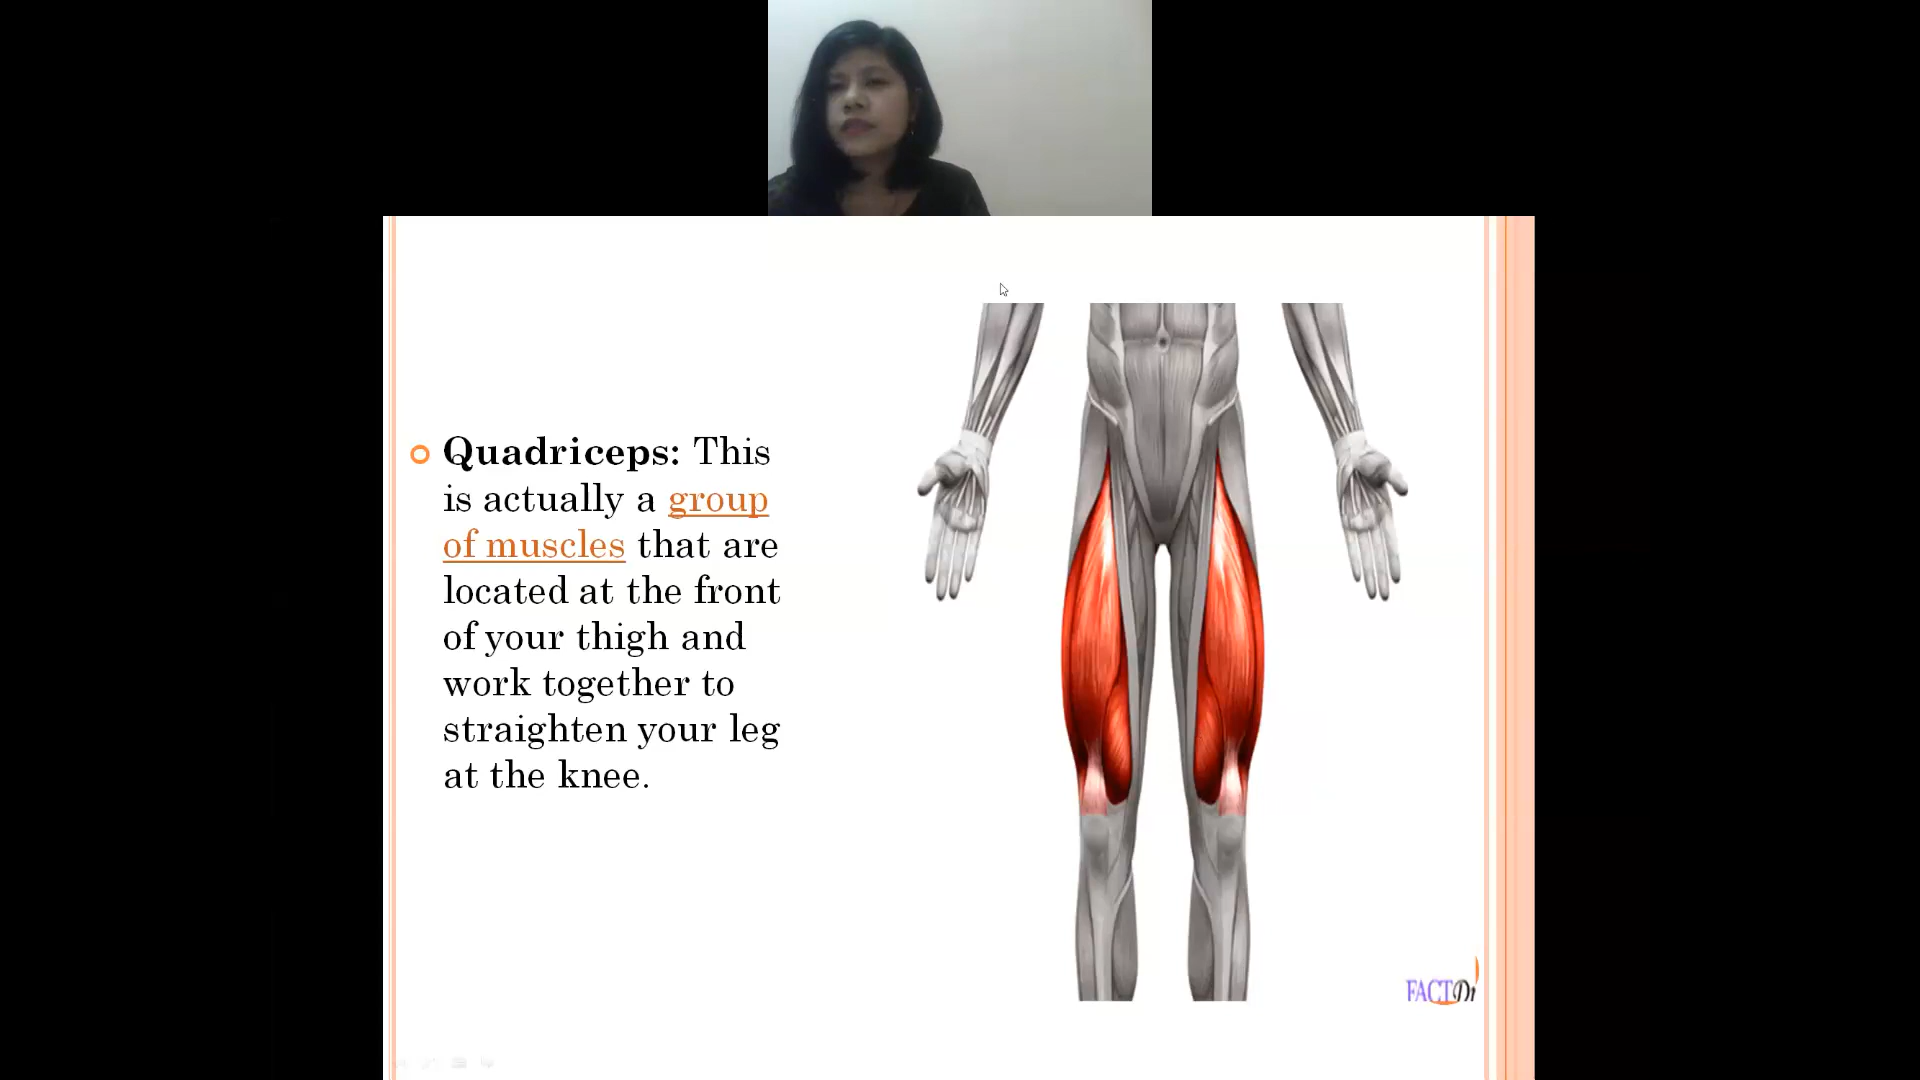 Quadriceps: This
is actually a group
of muscles that are
located at the front
of your thigh and
work together to
straighten your leg
at the knee.
FACTDr